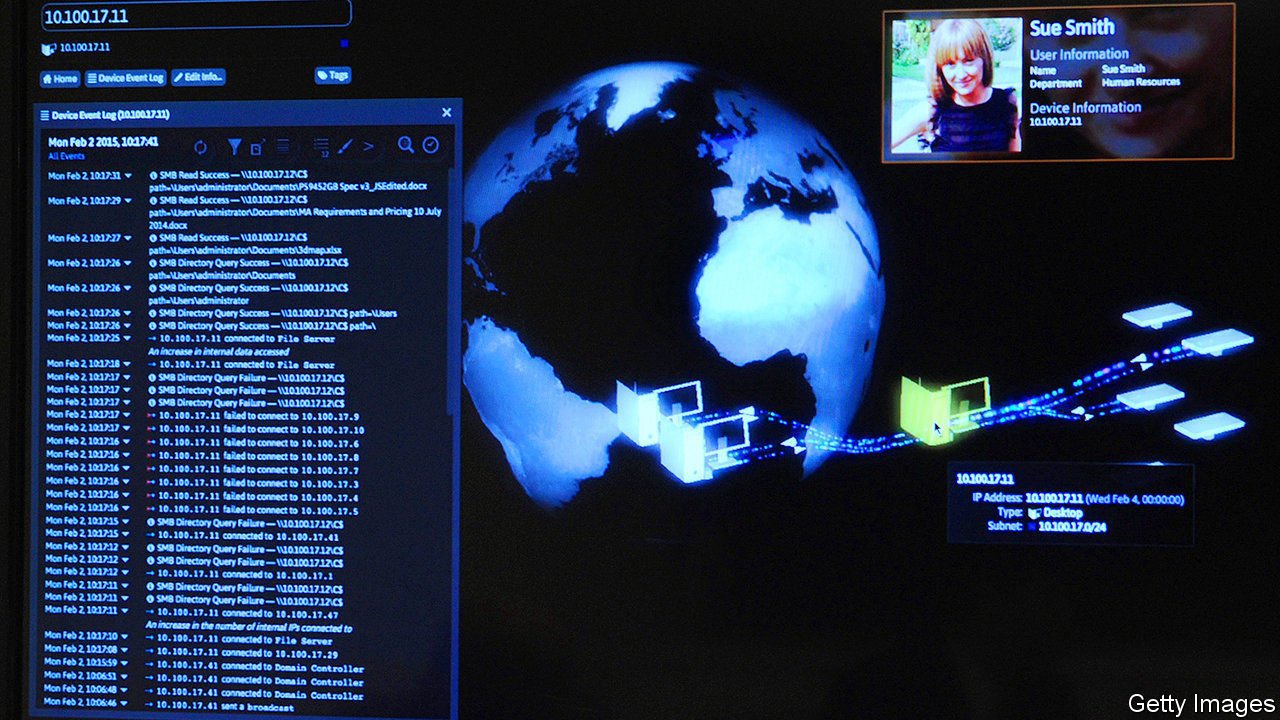 10.100.17.11
10.100.17.11
Home Device Event Log Edit Info... Tags
Device Event Log (10.100.17.11)
Mon Feb 2 2015, 10:17:41
All Events
12
Mon Feb 2, 10:17:31 SMB Read Success — \\10.100.17.12\C$
path=\Users\administrator\Documents\P59452GB Spec v3_JSEdited.docx
Mon Feb 2, 10:17:29 SMB Read Success — \\10.100.17.12\C$
path=\Users\administrator\Documents\MA Requirements and Pricing 10 July
2014.docx
Mon Feb 2, 10:17:27 SMB Read Success — \\10.100.17.12\C$
path=\Users\administrator\Documents\3dmap.xlsx
Mon Feb 2, 10:17:26 SMB Directory Query Success — \\10.100.17.12\C$
path=\Users\administrator\Documents
Mon Feb 2, 10:17:26 SMB Directory Query Success — \\10.100.17.12\C$
path=\Users\administrator
Mon Feb 2, 10:17:26 SMB Directory Query Success — \\10.100.17.12\C$ path=\Users
Mon Feb 2, 10:17:26 SMB Directory Query Success — \\10.100.17.12\C$ path=\
Mon Feb 2, 10:17:25 → 10.100.17.11 connected to File Server
An increase in internal data accessed
Mon Feb 2, 10:17:18 → 10.100.17.11 connected to File Server
Mon Feb 2, 10:17:17 SMB Directory Query Failure — \\10.100.17.12\C$
Mon Feb 2, 10:17:17 SMB Directory Query Failure — \\10.100.17.12\C$
Mon Feb 2, 10:17:17 SMB Directory Query Failure — \\10.100.17.12\C$
Mon Feb 2, 10:17:17 10.100.17.11 failed to connect to 10.100.17.9
Mon Feb 2, 10:17:17 10.100.17.11 failed to connect to 10.100.17.10
Mon Feb 2, 10:17:16 10.100.17.11 failed to connect to 10.100.17.6
Mon Feb 2, 10:17:16 10.100.17.11 failed to connect to 10.100.17.8
Mon Feb 2, 10:17:16 10.100.17.11 failed to connect to 10.100.17.7
Mon Feb 2, 10:17:16 10.100.17.11 failed to connect to 10.100.17.3
Mon Feb 2, 10:17:16 10.100.17.11 failed to connect to 10.100.17.4
Mon Feb 2, 10:17:16 10.100.17.11 failed to connect to 10.100.17.5
Mon Feb 2, 10:17:15 SMB Directory Query Failure — \\10.100.17.12\C$
Mon Feb 2, 10:17:15 → 10.100.17.11 connected to 10.100.17.41
Mon Feb 2, 10:17:12 SMB Directory Query Failure — \\10.100.17.12\C$
Mon Feb 2, 10:17:12 SMB Directory Query Failure — \\10.100.17.12\C$
Mon Feb 2, 10:17:12 → 10.100.17.11 connected to 10.100.17.1
Mon Feb 2, 10:17:11 SMB Directory Query Failure — \\10.100.17.12\C$
Mon Feb 2, 10:17:11 SMB Directory Query Failure — \\10.100.17.12\C$
Mon Feb 2, 10:17:11 → 10.100.17.11 connected to 10.100.17.47
An increase in the number of internal IPs connected to
Mon Feb 2, 10:17:10 → 10.100.17.11 connected to File Server
Mon Feb 2, 10:17:08 → 10.100.17.11 connected to 10.100.17.29
Mon Feb 2, 10:15:59 → 10.100.17.41 connected to Domain Controller
Mon Feb 2, 10:06:51 → 10.100.17.41 connected to Domain Controller
Mon Feb 2, 10:06:48 → 10.100.17.41 connected to Domain Controller
Mon Feb 2, 10:06:46 → 10.100.17.41 sent a broadcast
Sue Smith
User Information
Name Sue Smith
Department Human Resources
Device Information
10.100.17.11
10.100.17.11
IP Address: 10.100.17.11 (Wed Feb 4, 00:00:00)
Type: Desktop
Subnet: 10.100.17.0/24
Getty Images